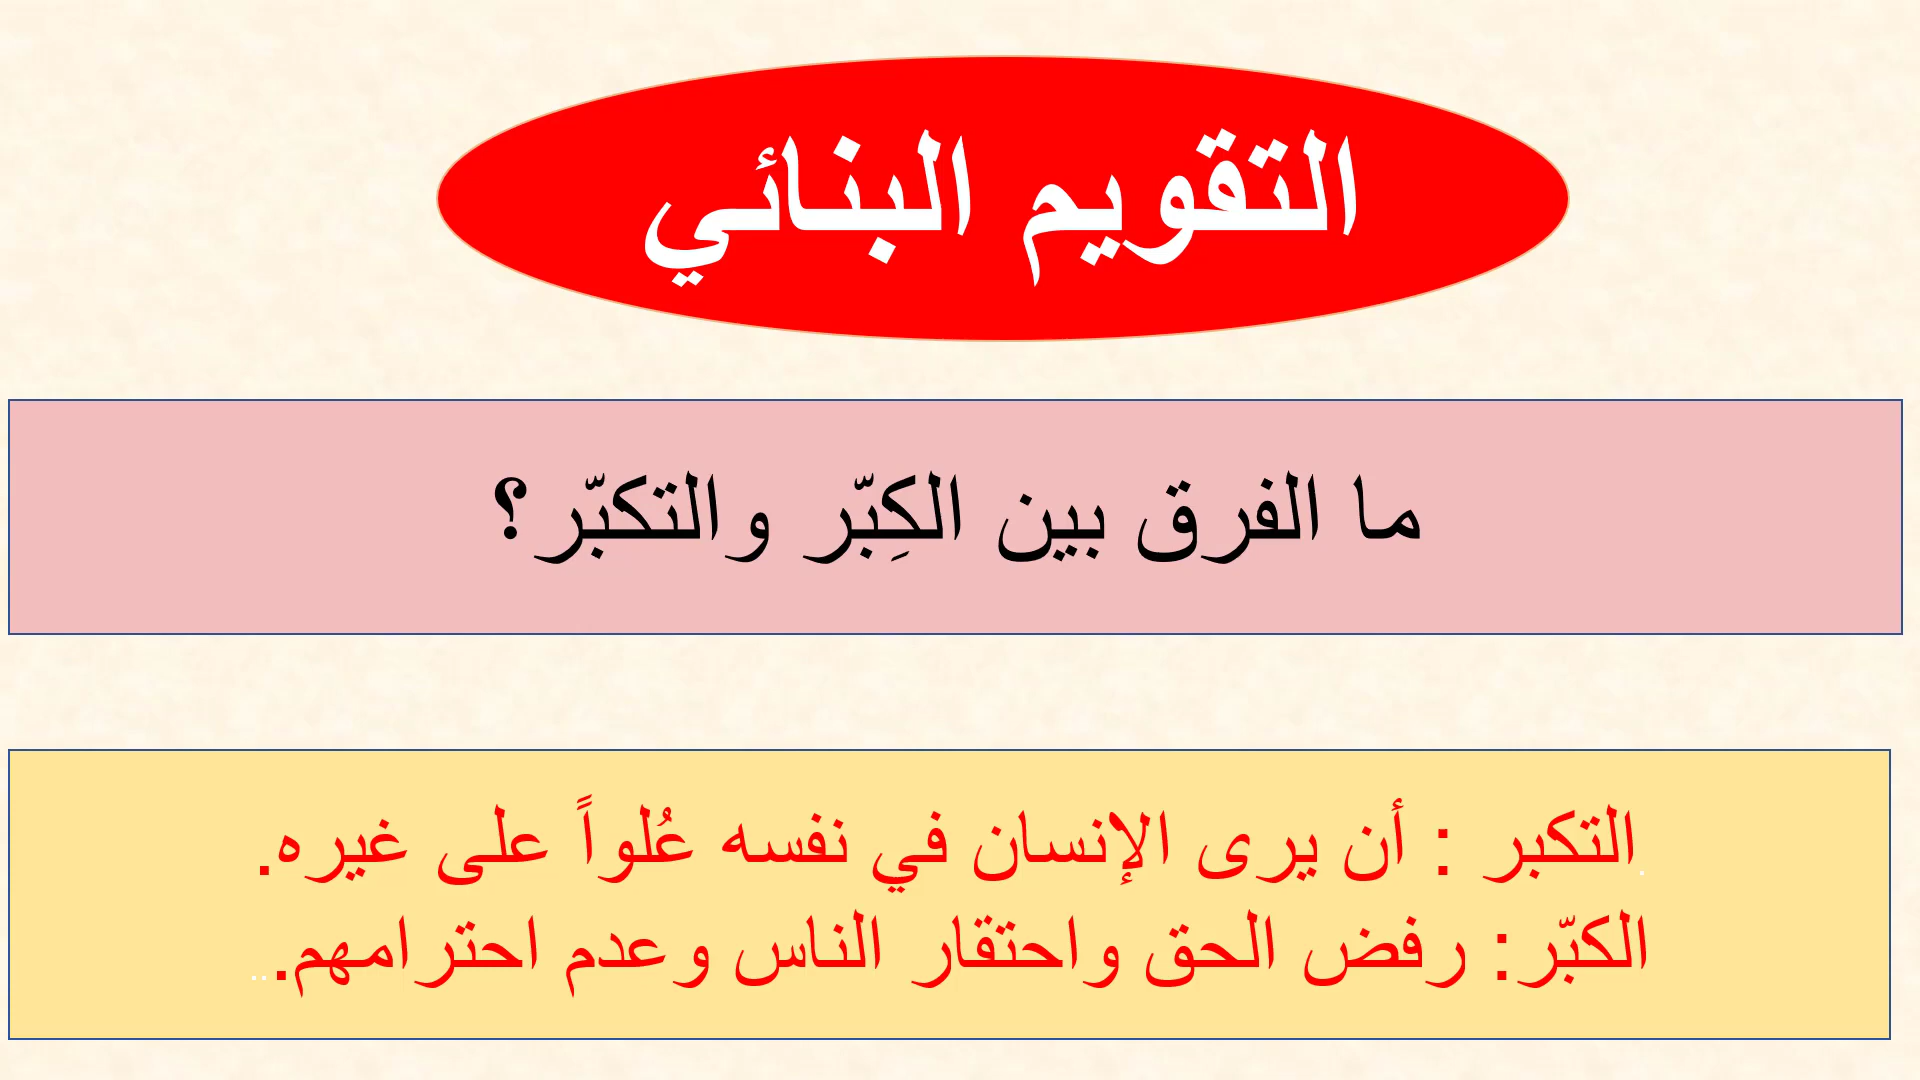 التقويم البنائي
ما الفرق بين الكِبّر والتكبّر؟
.التكبر : أن يرى الإنسان في نفسه عُلواً على غيره.
الكبّر: رفض الحق واحتقار الناس وعدم احترامهم...